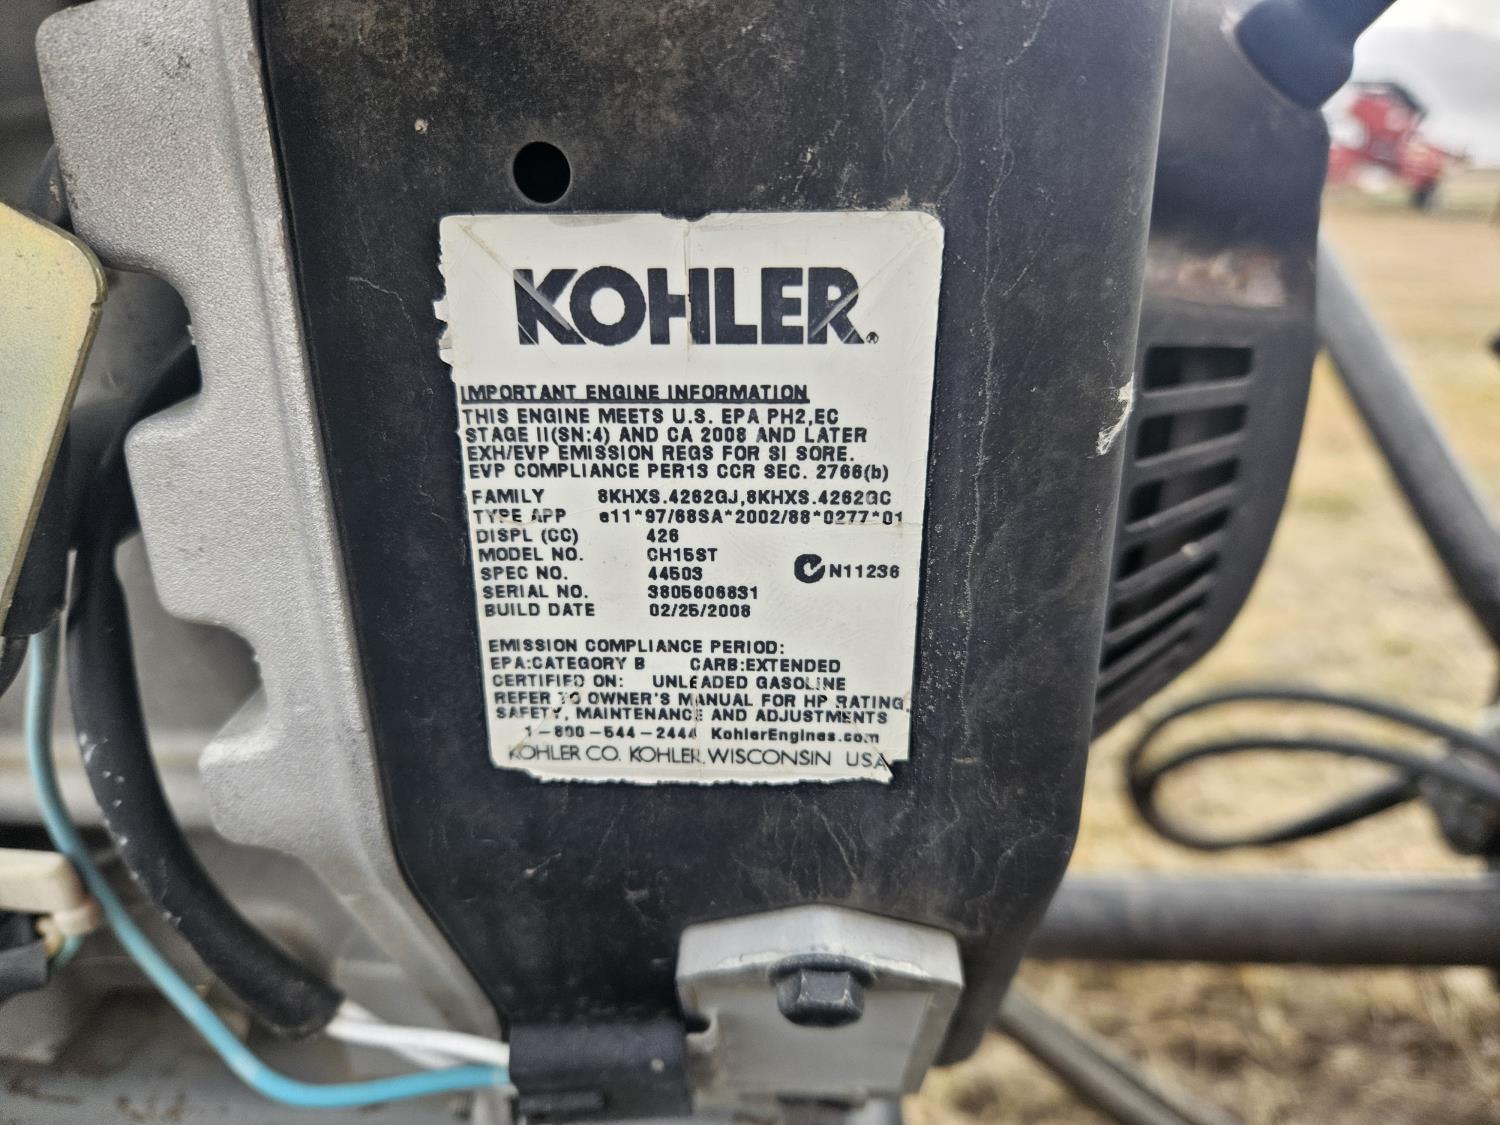 KOHLER®
IMPORTANT ENGINE INFORMATION
THIS ENGINE MEETS U.S. EPA PH2,EC
STAGE II(SN:4) AND CA 2008 AND LATER
EXH/EVP EMISSION REGS FOR SI SORE.
EVP COMPLIANCE PER13 CCR SEC. 2766(b)
FAMILY 8KHXS.4262GJ,8KHXS.4262GC
TYPE APP e11*97/68SA*2002/88*0277*01
DISPL (CC) 426
MODEL NO. CH15ST
SPEC NO. 44503 N11236
SERIAL NO. 3805606831
BUILD DATE 02/25/2008
EMISSION COMPLIANCE PERIOD:
EPA:CATEGORY B CARB:EXTENDED
CERTIFIED ON: UNLEADED GASOLINE
REFER TO OWNER'S MANUAL FOR HP RATING,
SAFETY, MAINTENANCE AND ADJUSTMENTS
1-800-544-2444 KohlerEngines.com
KOHLER CO. KOHLER, WISCONSIN USA